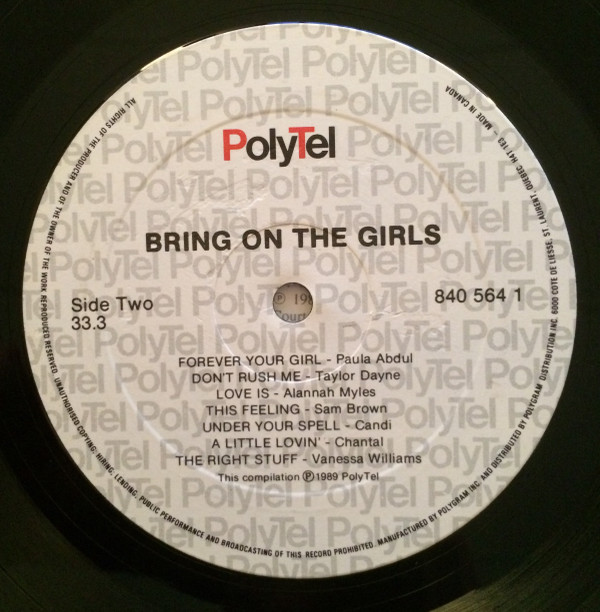 PolyTel
BRING ON THE GIRLS
Side Two
33.3
840 564 1
FOREVER YOUR GIRL - Paula Abdul
DON'T RUSH ME - Taylor Dayne
LOVE IS - Alannah Myles
THIS FEELING - Sam Brown
UNDER YOUR SPELL - Candi
A LITTLE LOVIN' - Chantal
THE RIGHT STUFF - Vanessa Williams
This compilation ℗1989 PolyTel
ALL RIGHTS OF THE PRODUCER AND OF THE OWNER OF THE WORK REPRODUCED RESERVED. UNAUTHORISED COPYING, HIRING, LENDING, PUBLIC PERFORMANCE AND BROADCASTING OF THIS RECORD PROHIBITED. MANUFACTURED BY POLYGRAM INC. AND DISTRIBUTED BY POLYGRAM DISTRIBUTION INC. 6000 COTE DE LIESSE, ST. LAURENT, QUEBEC H4T 1E3 – MADE IN CANADA